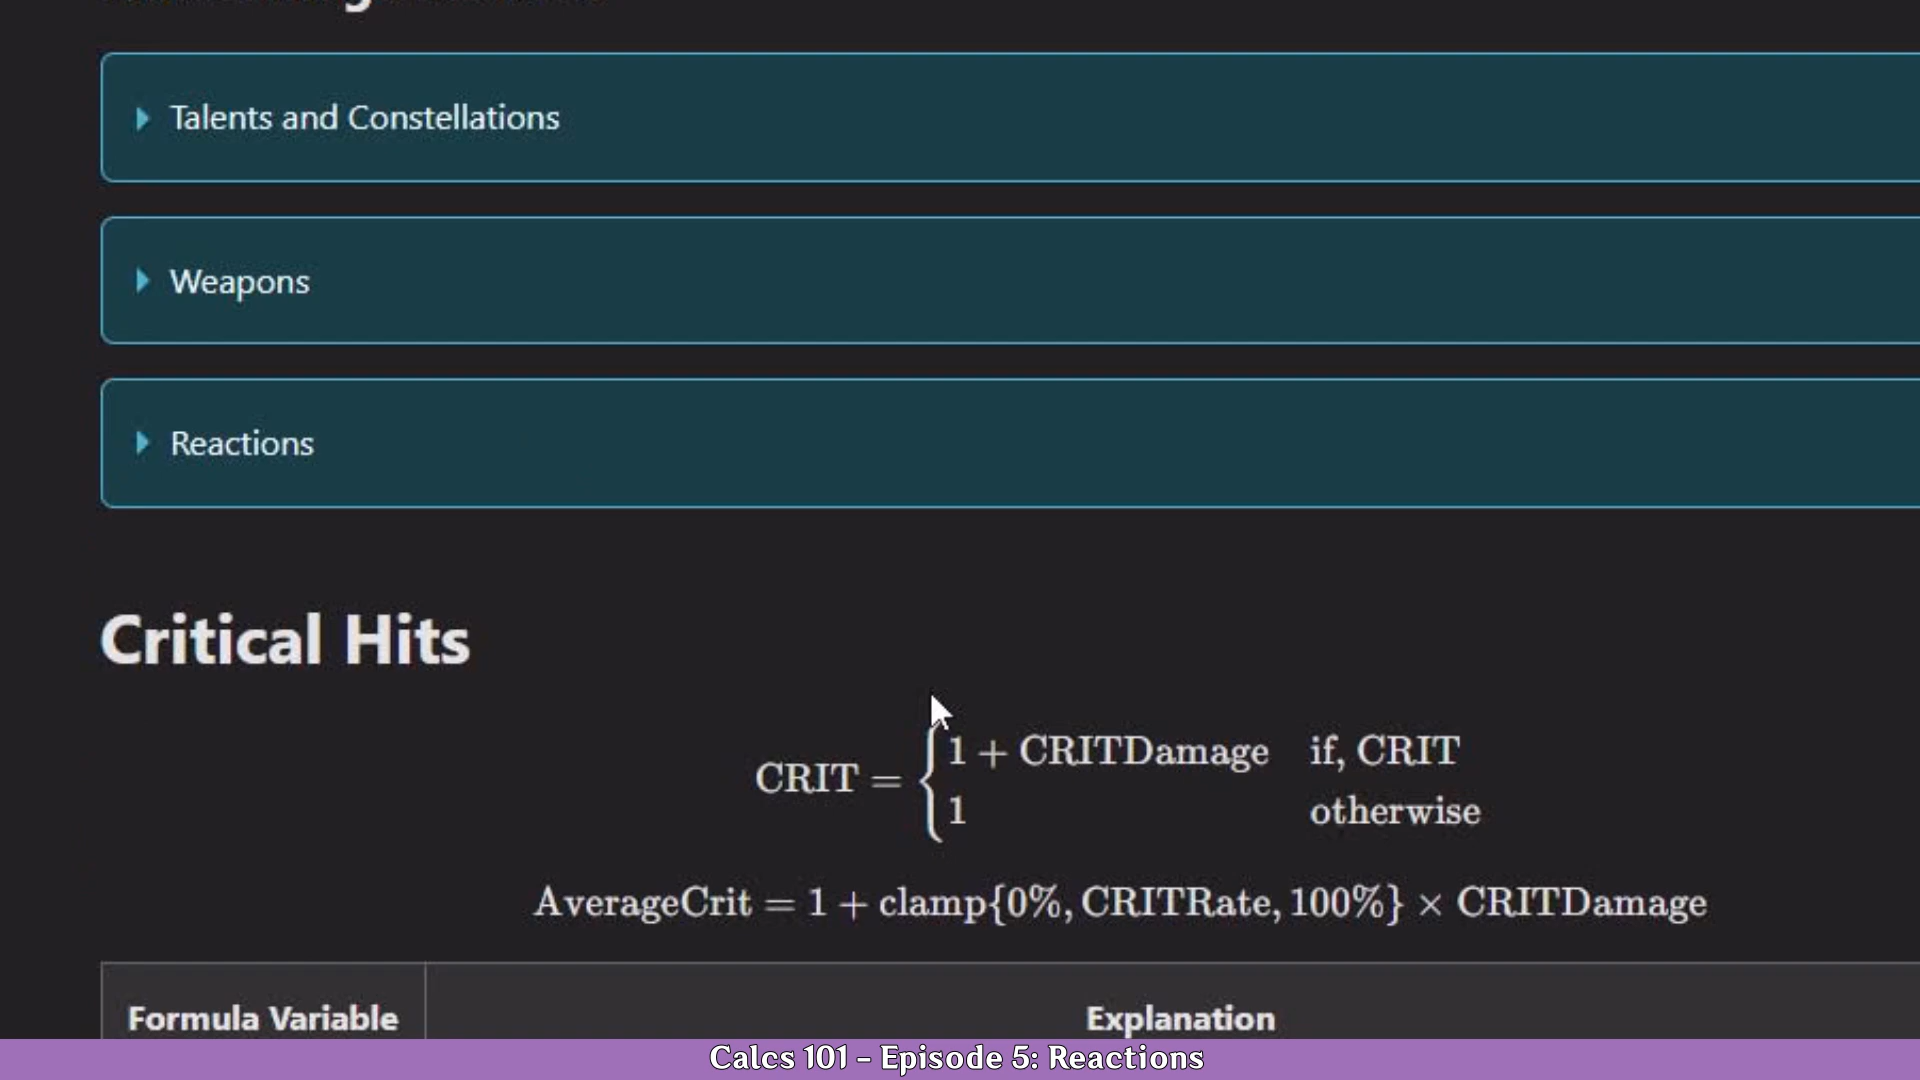 Talents and Constellations
Weapons
Reactions
Critical Hits
CRIT = { 1 + CRITDamage if, CRIT
1 otherwise
AverageCrit = 1 + clamp{0%, CRITRate, 100%} × CRITDamage
Formula Variable Explanation
Calcs 101 - Episode 5: Reactions